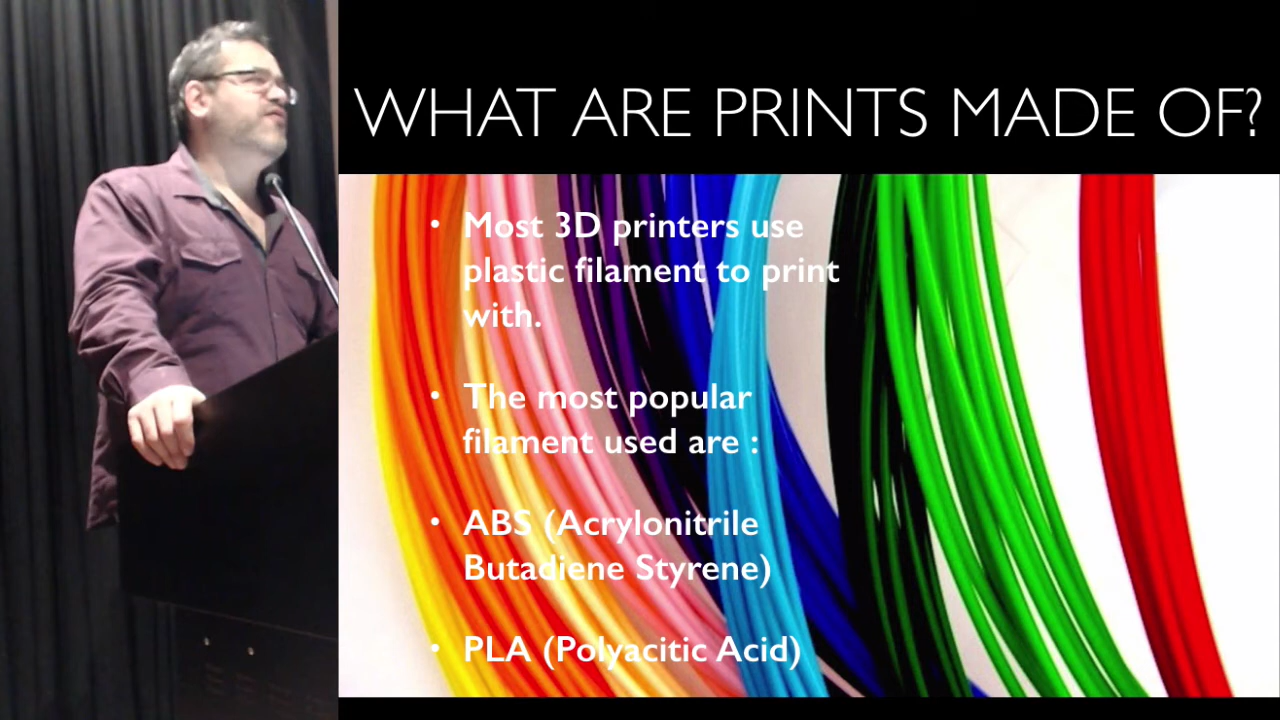 WHAT ARE PRINTS MADE OF?
• Most 3D printers use
plastic filament to print
with.
• The most popular
filament used are :
• ABS (Acrylonitrile
Butadiene Styrene)
• PLA (Polyacitic Acid)